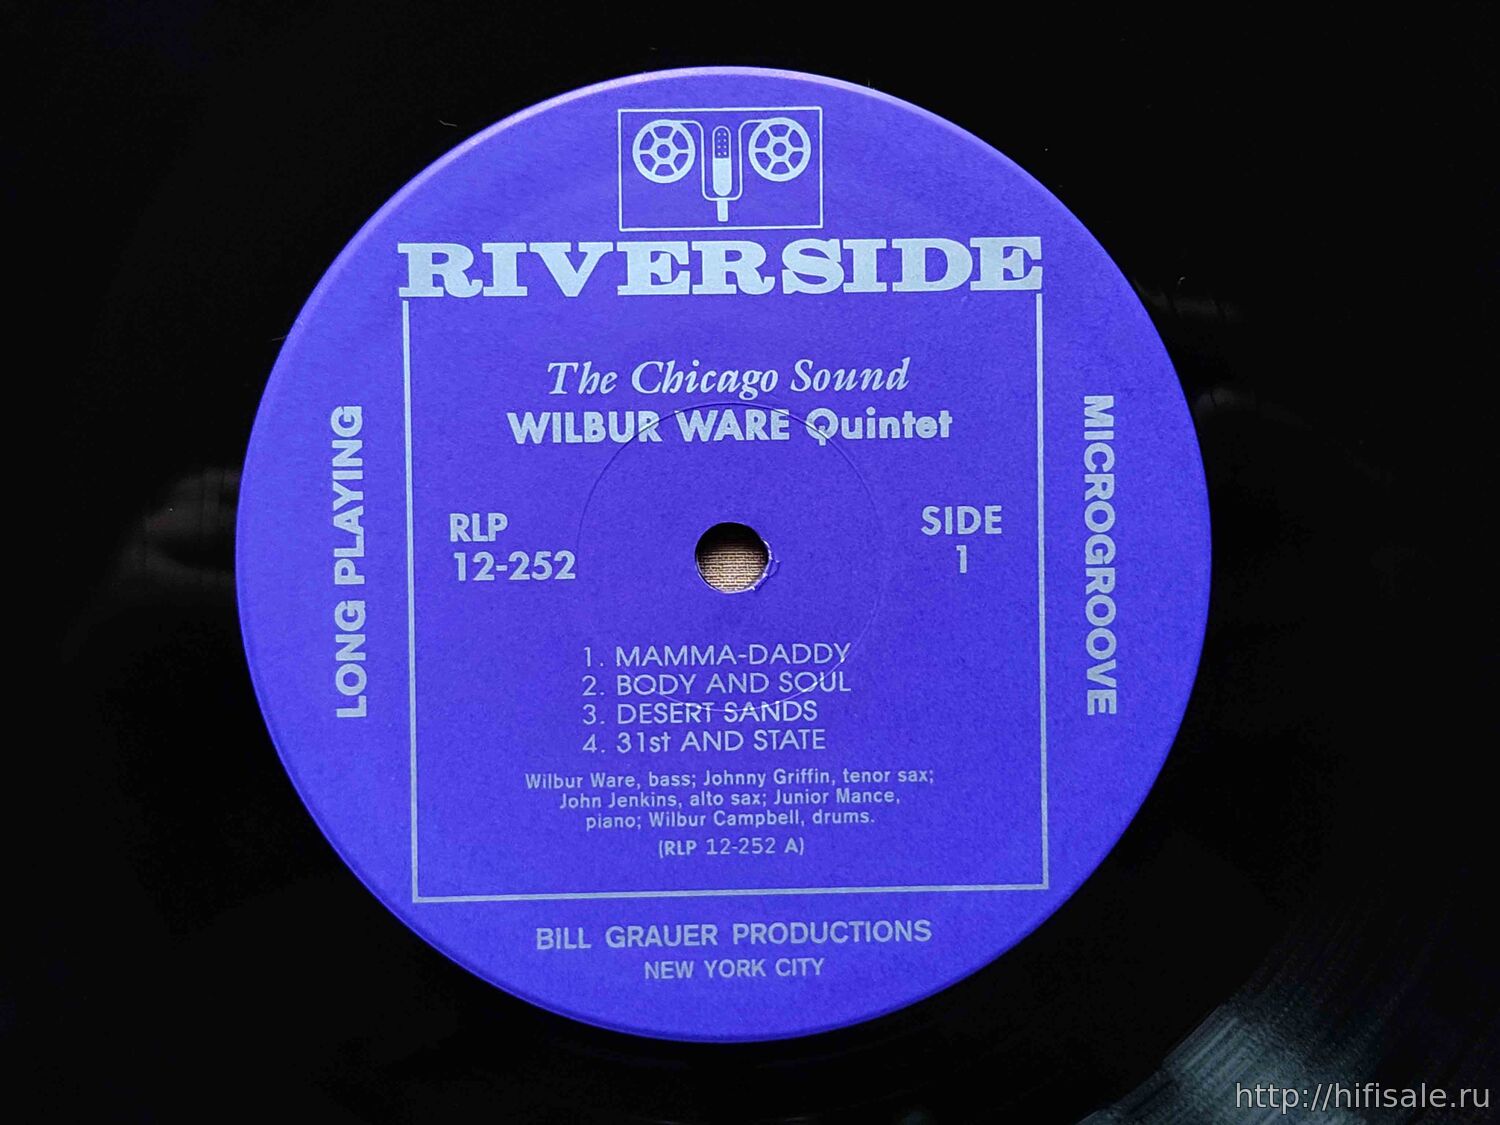 RIVERSIDE
The Chicago Sound
WILBUR WARE Quintet
LONG PLAYING
MICROGROOVE
RLP
12-252
SIDE
1
1. MAMMA-DADDY
2. BODY AND SOUL
3. DESERT SANDS
4. 31st AND STATE
Wilbur Ware, bass; Johnny Griffin, tenor sax;
John Jenkins, alto sax; Junior Mance,
piano; Wilbur Campbell, drums.
(RLP 12-252 A)
BILL GRAUER PRODUCTIONS
NEW YORK CITY
http://hifisale.ru